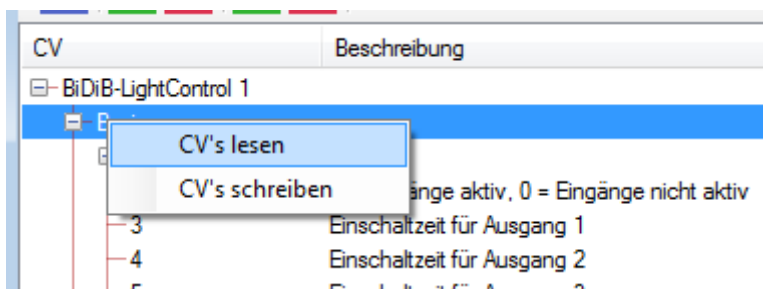 CV Beschreibung
BiDiB-LightControl 1
CV's lesen
CV's schreiben
aktiv, 0 = Eingänge nicht aktiv
3 Einschaltzeit für Ausgang 1
4 Einschaltzeit für Ausgang 2